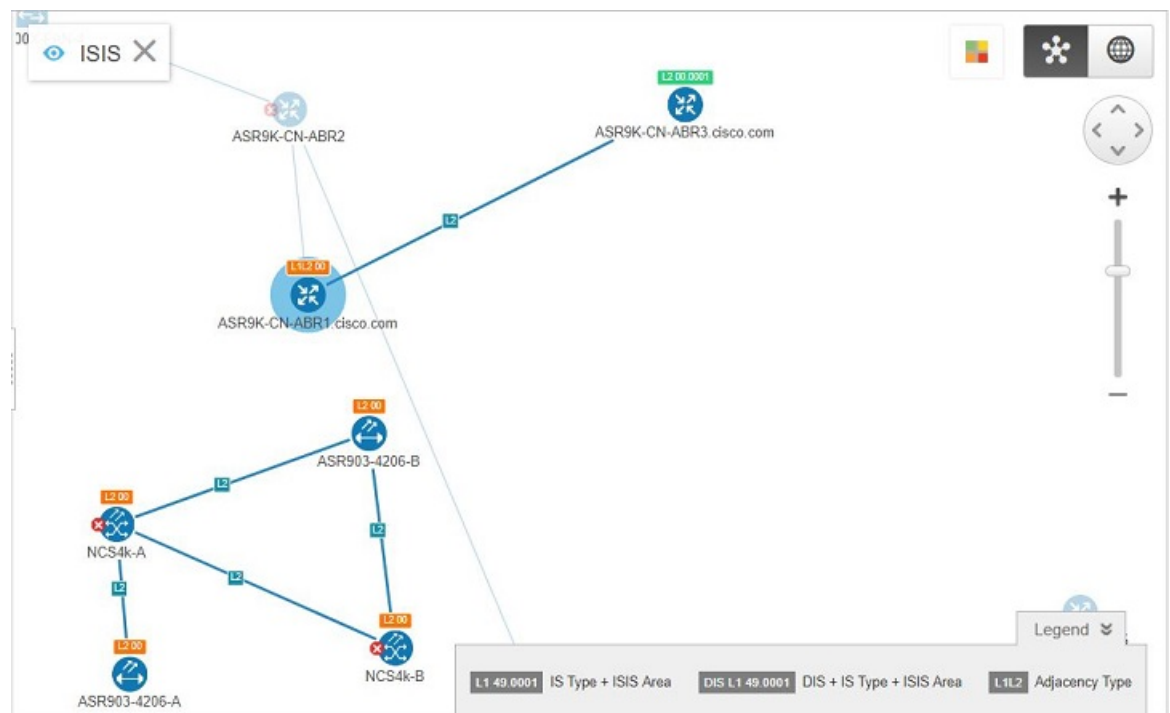 00
ISIS
L2 00.0001
ASR9K-CN-ABR2
ASR9K-CN-ABR3.cisco.com
L2
L1L2 00
ASR9K-CN-ABR1.cisco.com
L2 00
ASR903-4206-B
L2
L2 00
NCS4k-A
L2
L2
L2
L2 00
NCS4k-B
L2 00
ASR903-4206-A
Legend
L1 49.0001 IS Type + ISIS Area DIS L1 49.0001 DIS + IS Type + ISIS Area L1L2 Adjacency Type